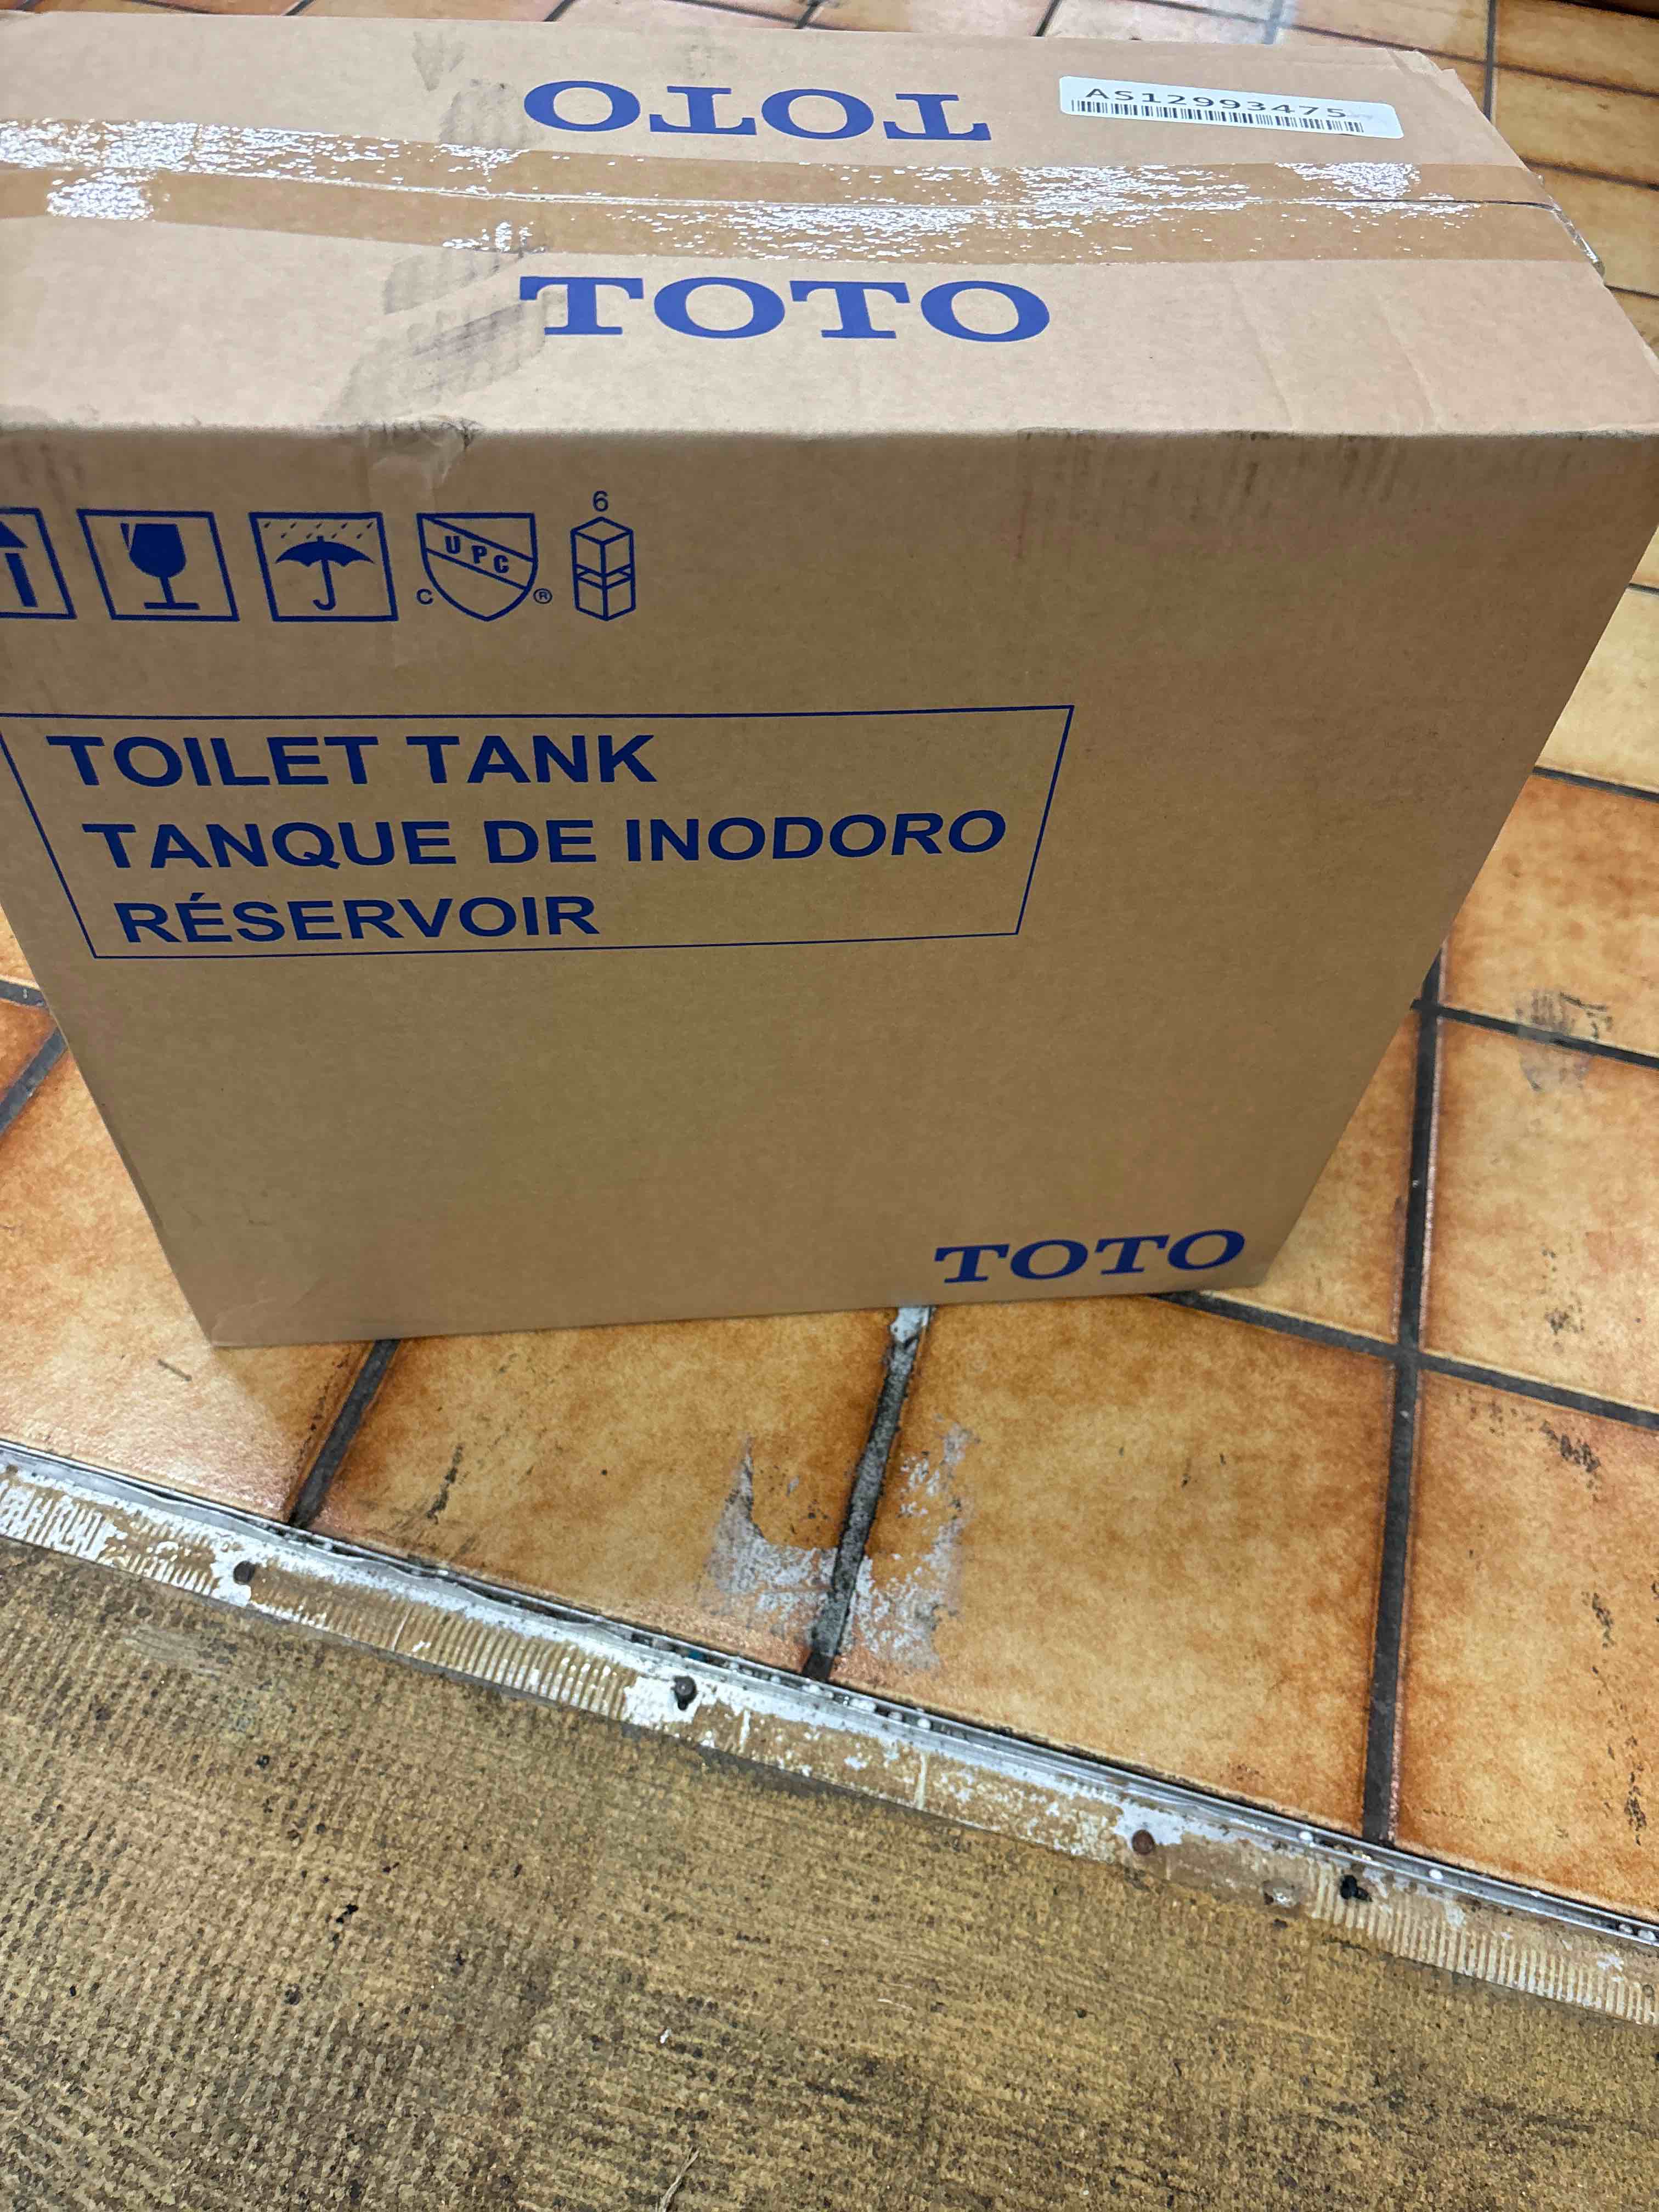 TOTO
AS12993475
TOTO
6
UPC
C ®
TOILET TANK
TANQUE DE INODORO
RÉSERVOIR
TOTO